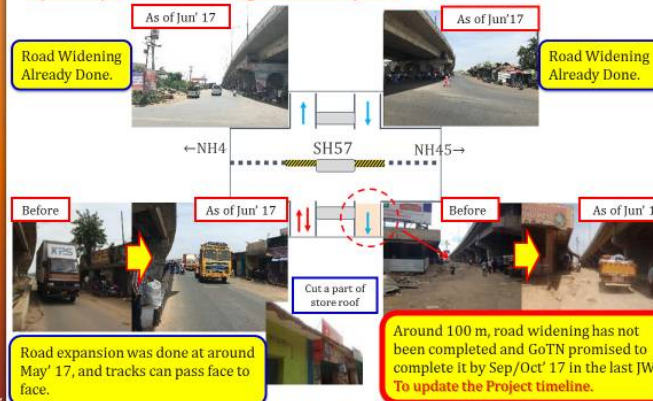 As of Jun' 17
As of Jun'17
Road Widening
Already Done.
Road Widening
Already Done.
←NH4
SH57
NH45→
Before
As of Jun' 17
Before
As of Jun' 1
KPS
Cut a part of
store roof
Road expansion was done at around
May' 17, and tracks can pass face to
face.
Around 100 m, road widening has not
been completed and GoTN promised to
complete it by Sep/Oct' 17 in the last JW
To update the Project timeline.